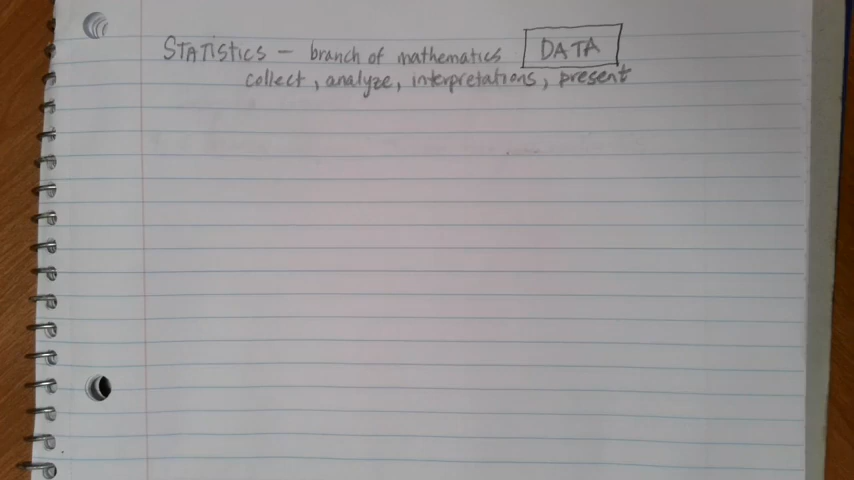 STATISTICS - branch of mathematics DATA
collect, analyze, interpretations, present